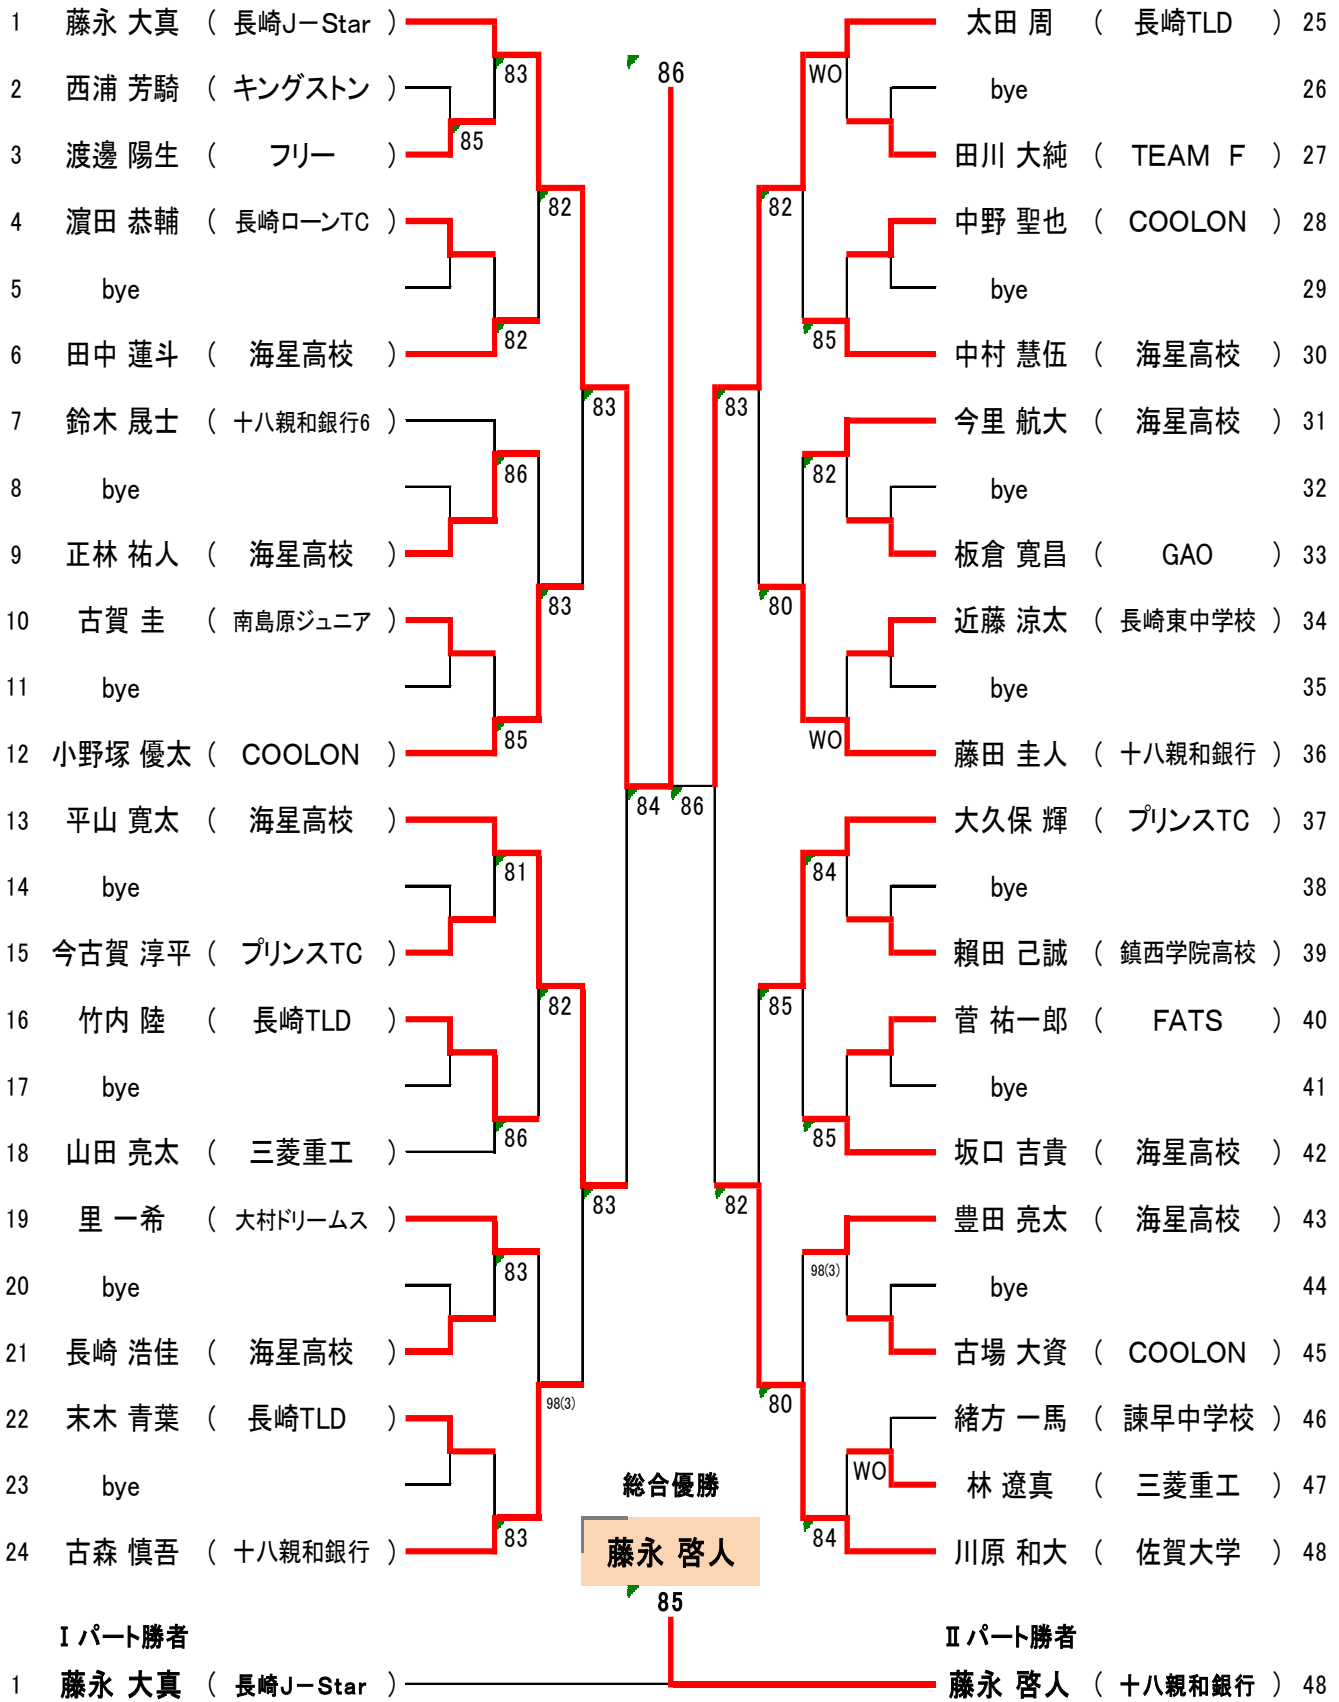 1 藤永 大真 ( 長崎J－Star ) 太田 周 ( 長崎TLD ) 25
83 86 WO
2 西浦 芳騎 ( キングストン ) bye 26
85
3 渡邊 陽生 ( フリー ) 田川 大純 ( TEAM F ) 27
82 82
4 濵田 恭輔 ( 長崎ローンTC ) 中野 聖也 ( COOLON ) 28
5 bye bye 29
82 85
6 田中 蓮斗 ( 海星高校 ) 中村 慧伍 ( 海星高校 ) 30
83 83
7 鈴木 晟士 ( 十八親和銀行6 ) 今里 航大 ( 海星高校 ) 31
86 82
8 bye bye 32
9 正林 祐人 ( 海星高校 ) 板倉 寛昌 ( GAO ) 33
83 80
10 古賀 圭 ( 南島原ジュニア ) 近藤 涼太 ( 長崎東中学校 ) 34
11 bye bye 35
85 WO
12 小野塚 優太 ( COOLON ) 藤田 圭人 ( 十八親和銀行 ) 36
84 86
13 平山 寛太 ( 海星高校 ) 大久保 輝 ( プリンスTC ) 37
81 84
14 bye bye 38
15 今古賀 淳平 ( プリンスTC ) 頼田 己誠 ( 鎮西学院高校 ) 39
82 85
16 竹内 陸 ( 長崎TLD ) 菅 祐一郎 ( FATS ) 40
17 bye bye 41
86 85
18 山田 亮太 ( 三菱重工 ) 坂口 吉貴 ( 海星高校 ) 42
83 82
19 里 一希 ( 大村ドリームス ) 豊田 亮太 ( 海星高校 ) 43
83 98(3)
20 bye bye 44
21 長崎 浩佳 ( 海星高校 ) 古場 大資 ( COOLON ) 45
98(3) 80
22 末木 青葉 ( 長崎TLD ) 緒方 一馬 ( 諫早中学校 ) 46
WO
23 bye 総合優勝 林 遼真 ( 三菱重工 ) 47
83 84
24 古森 慎吾 ( 十八親和銀行 ) 藤永 啓人 川原 和大 ( 佐賀大学 ) 48
85
Ⅰパート勝者 Ⅱパート勝者
1 藤永 大真 ( 長崎J－Star ) 藤永 啓人 ( 十八親和銀行 ) 48